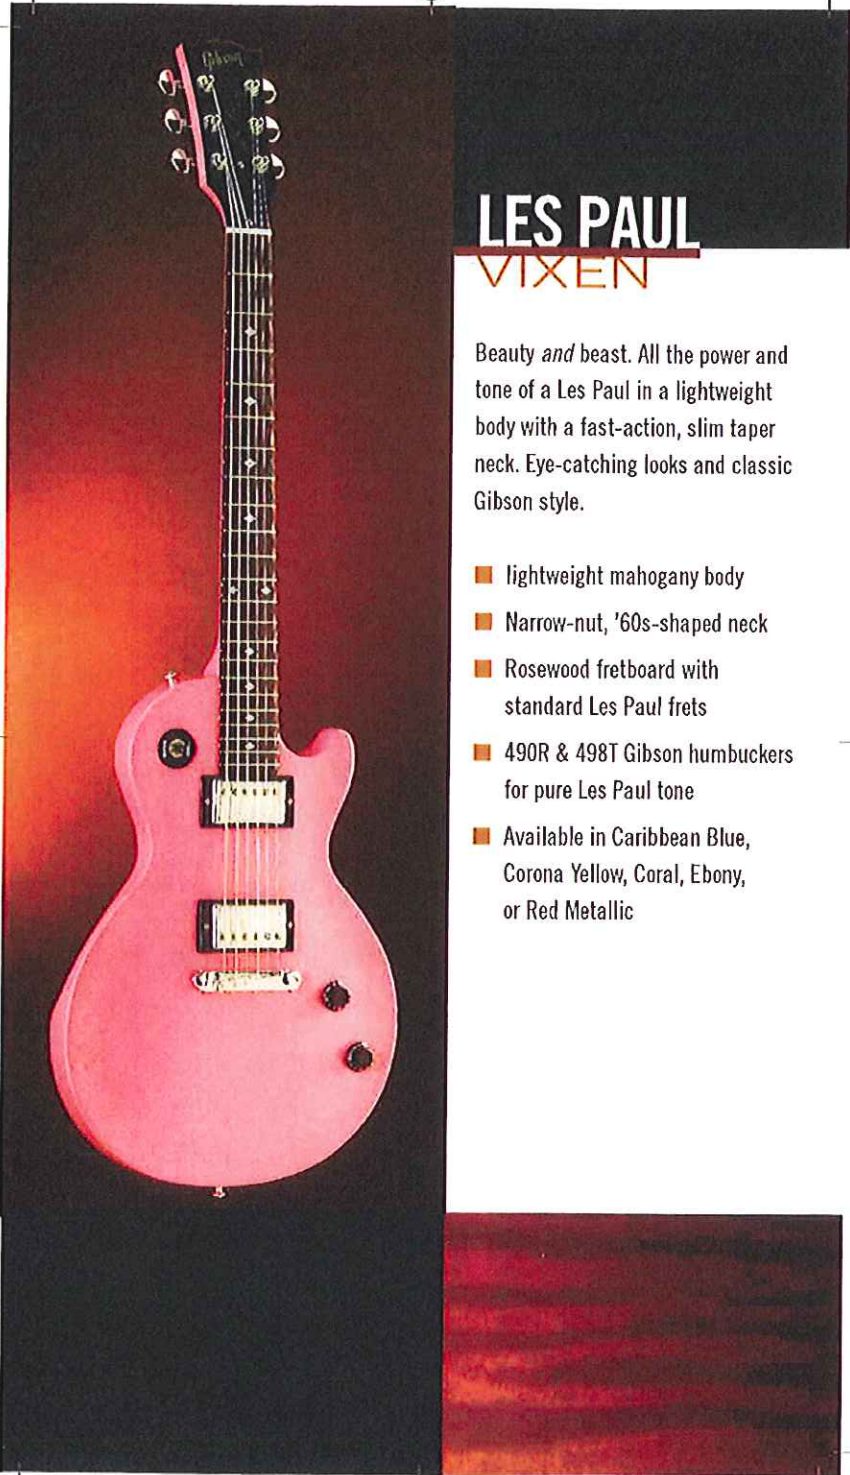 Gibson
LES PAUL
VIXEN
Beauty and beast. All the power and
tone of a Les Paul in a lightweight
body with a fast-action, slim taper
neck. Eye-catching looks and classic
Gibson style.
lightweight mahogany body
Narrow-nut, '60s-shaped neck
Rosewood fretboard with
standard Les Paul frets
490R & 498T Gibson humbuckers
for pure Les Paul tone
Available in Caribbean Blue,
Corona Yellow, Coral, Ebony,
or Red Metallic